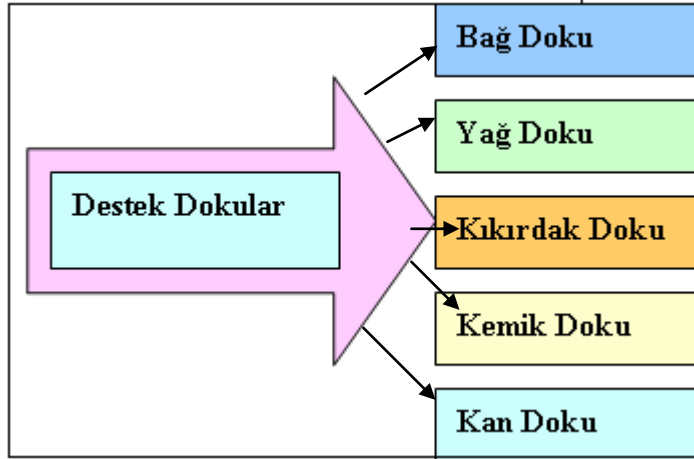 Bağ Doku
Yağ Doku
Destek Dokular
Kıkırdak Doku
Kemik Doku
Kan Doku